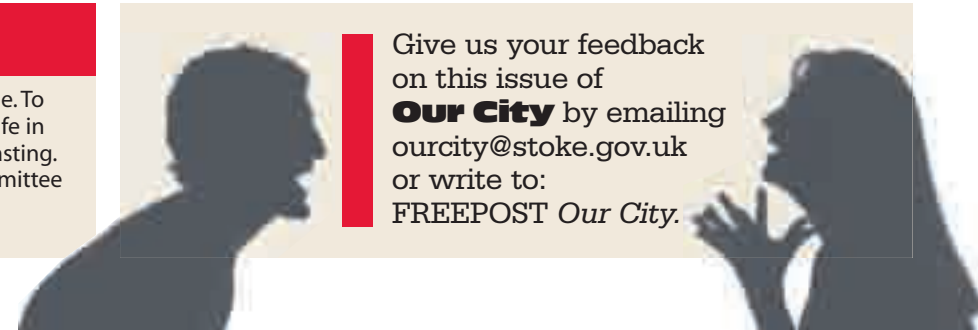 e. To
fe in
sting.
mittee
Give us your feedback
on this issue of
Our City by emailing
ourcity@stoke.gov.uk
or write to:
FREEPOST Our City.